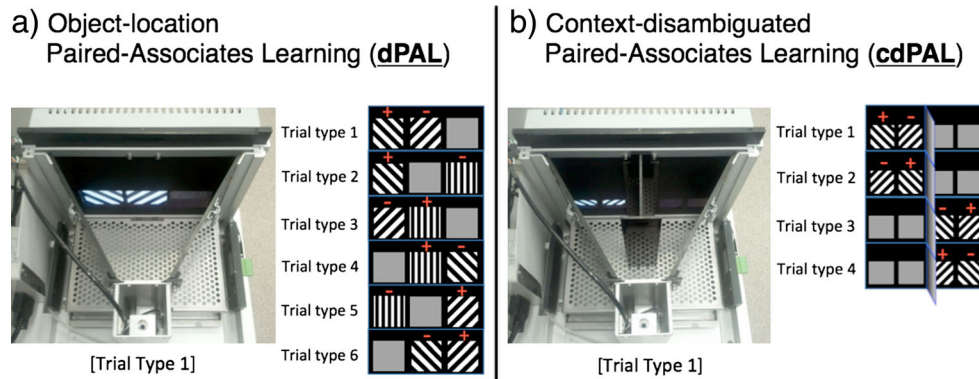 a) Object-location
Paired-Associates Learning (dPAL)
+ -
Trial type 1
+ -
Trial type 2
- +
Trial type 3
+ -
Trial type 4
- +
Trial type 5
- +
Trial type 6
[Trial Type 1]
b) Context-disambiguated
Paired-Associates Learning (cdPAL)
+ -
Trial type 1
- +
Trial type 2
- +
Trial type 3
+ -
Trial type 4
[Trial Type 1]